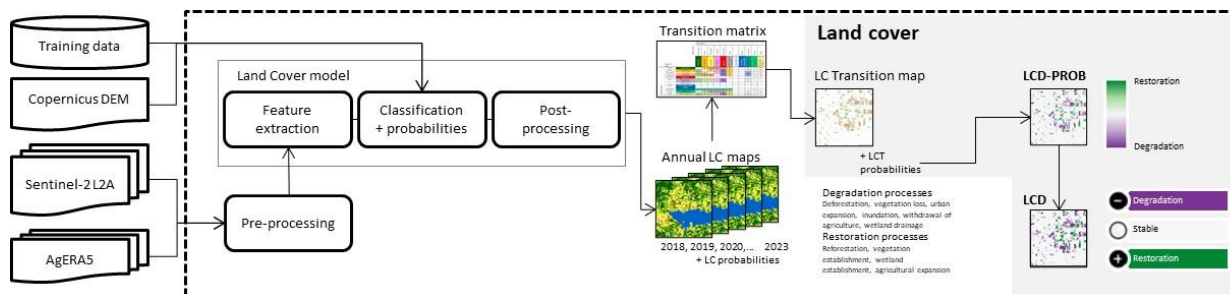 Training data
Copernicus DEM
Sentinel-2 L2A
AgERA5
Land Cover model
Feature
extraction
Classification
+ probabilities
Post-
processing
Pre-processing
Transition matrix
Annual LC maps
2018, 2019, 2020,... 2023
+ LC probabilities
Land cover
LC Transition map
+ LCT
probabilities
Degradation processes
Deforestation, vegetation loss, urban
expansion, inundation, withdrawal of
agriculture, wetland drainage
Restoration processes
Reforestation, vegetation
establishment, wetland
establishment, agricultural expansion
LCD-PROB
Restoration
Degradation
LCD
Degradation
Stable
Restoration